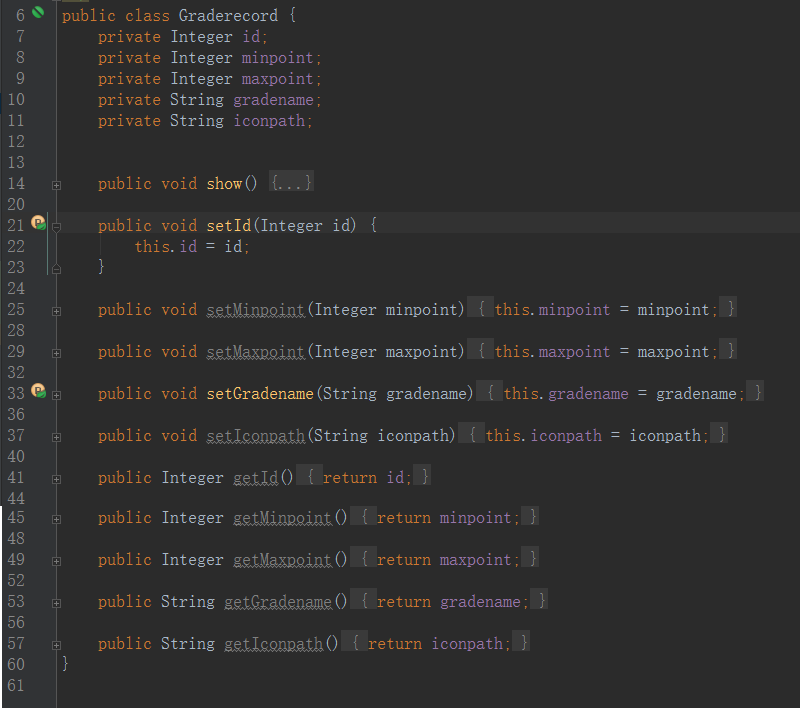 6 public class Graderecord {
7 private Integer id;
8 private Integer minpoint;
9 private Integer maxpoint;
10 private String gradename;
11 private String iconpath;
12
13
14 public void show() {...}
20
21 public void setId(Integer id) {
22 this.id = id;
23 }
24
25 public void setMinpoint(Integer minpoint) { this.minpoint = minpoint; }
28
29 public void setMaxpoint(Integer maxpoint) { this.maxpoint = maxpoint; }
32
33 public void setGradename(String gradename) { this.gradename = gradename; }
36
37 public void setIconpath(String iconpath) { this.iconpath = iconpath; }
40
41 public Integer getId() { return id; }
44
45 public Integer getMinpoint() { return minpoint; }
48
49 public Integer getMaxpoint() { return maxpoint; }
52
53 public String getGradename() { return gradename; }
56
57 public String getIconpath() { return iconpath; }
60 }
61